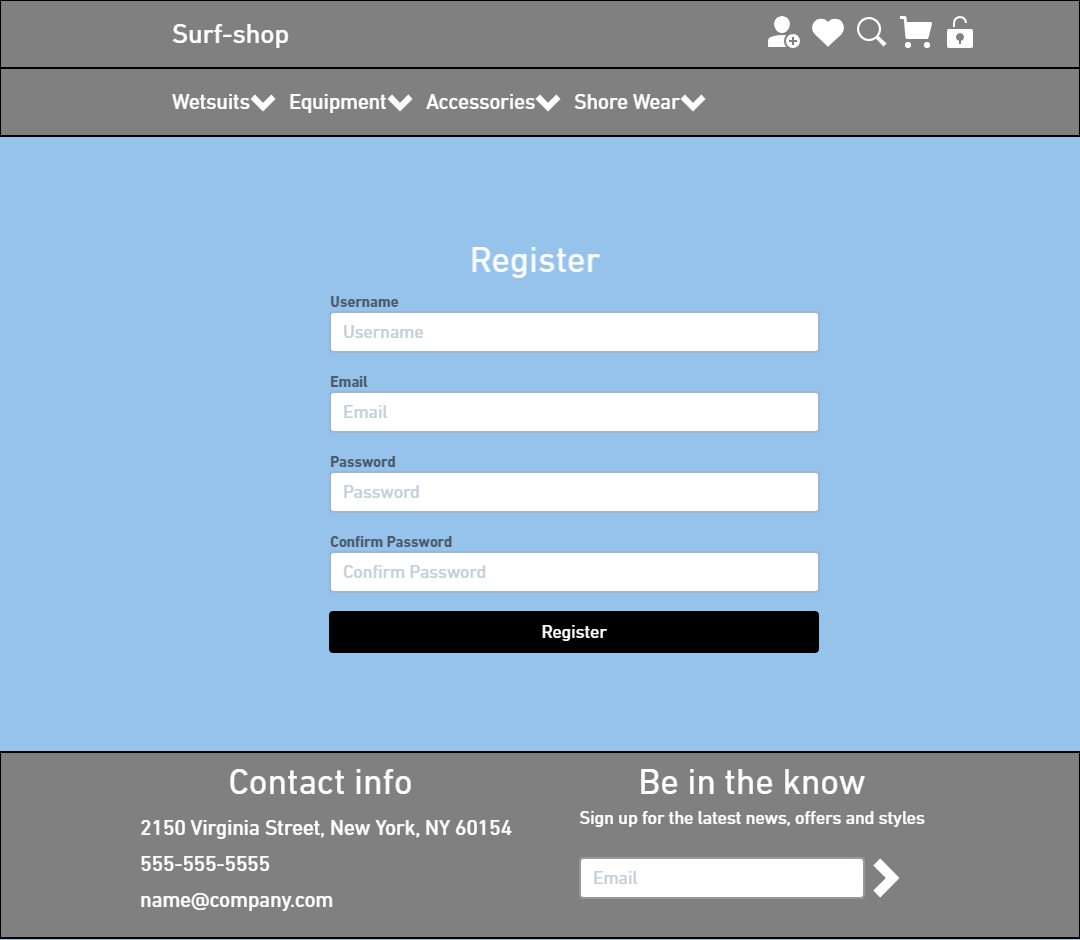 Surf-shop
Wetsuits Equipment Accessories Shore Wear
Register
Username
Username
Email
Email
Password
Password
Confirm Password
Confirm Password
Register
Contact info
2150 Virginia Street, New York, NY 60154
555-555-5555
name@company.com
Be in the know
Sign up for the latest news, offers and styles
Email